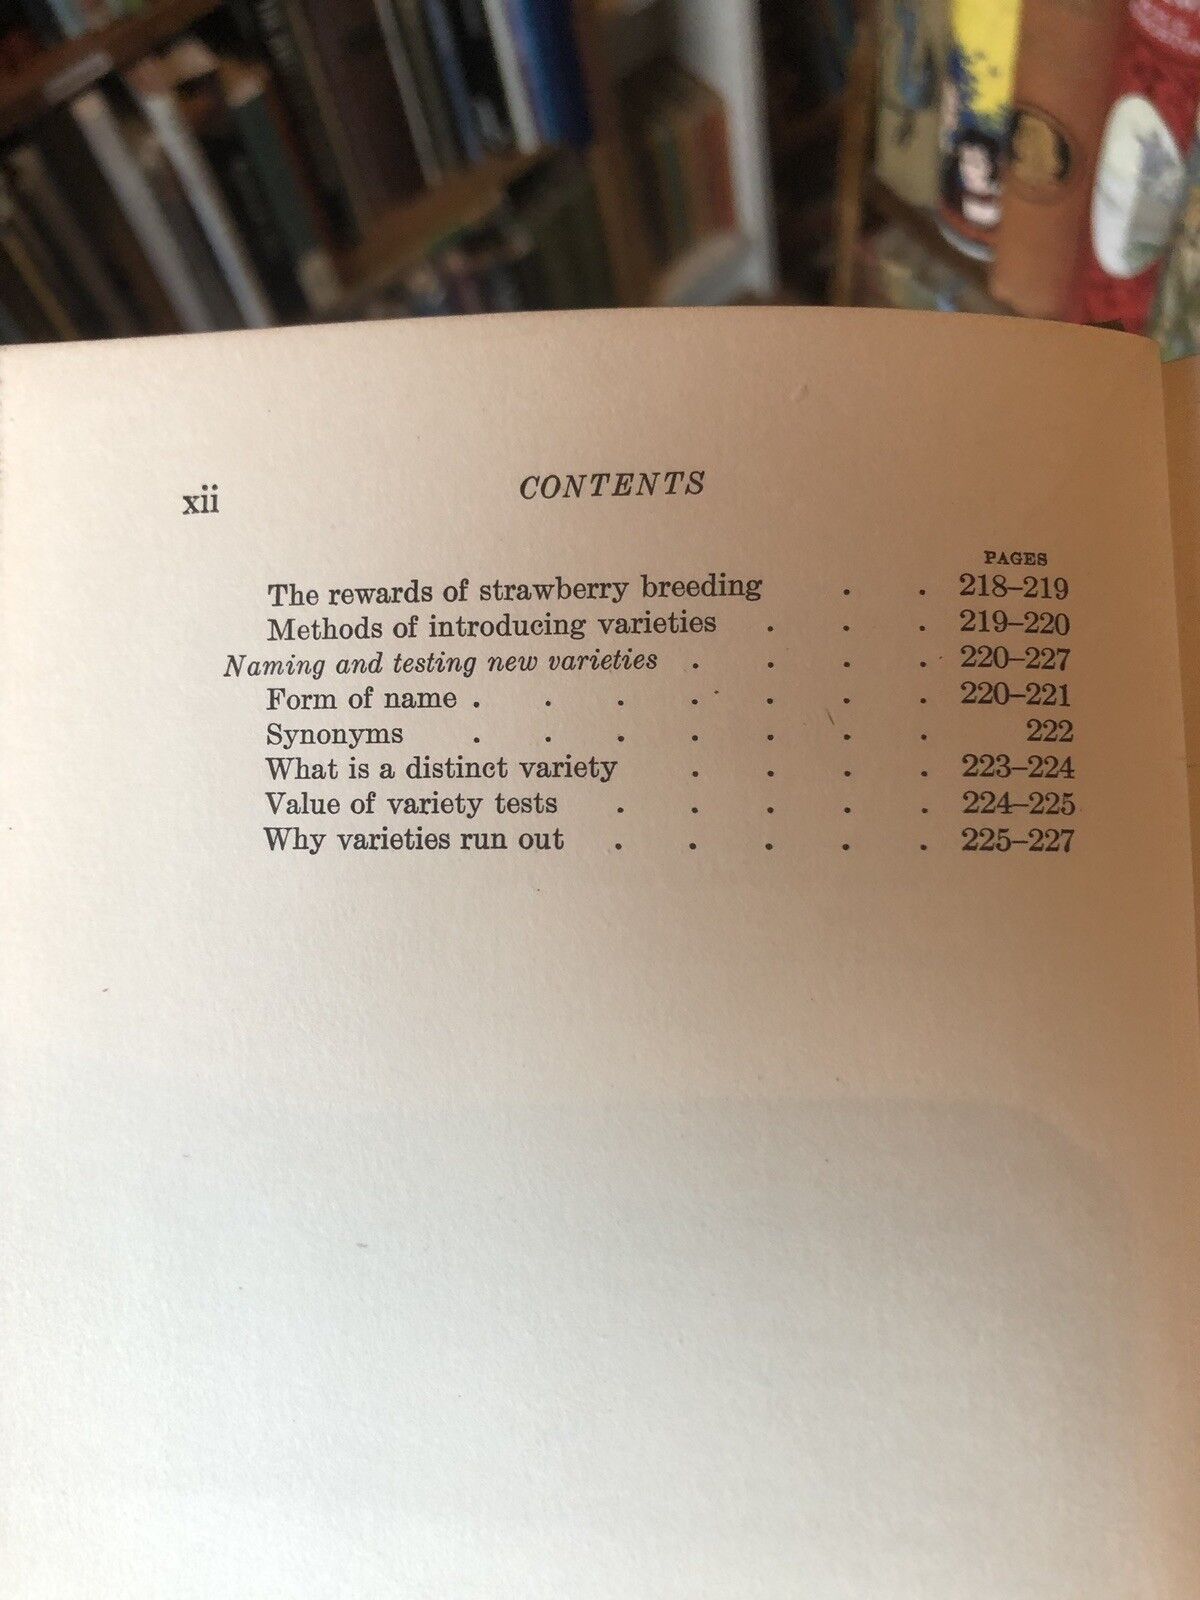 xii CONTENTS
PAGES
The rewards of strawberry breeding . . 218–219
Methods of introducing varieties . . . 219–220
Naming and testing new varieties . . . . 220–227
Form of name . . . . . . . 220–221
Synonyms . . . . . . . 222
What is a distinct variety . . . . 223–224
Value of variety tests . . . . . 224–225
Why varieties run out . . . . . 225–227